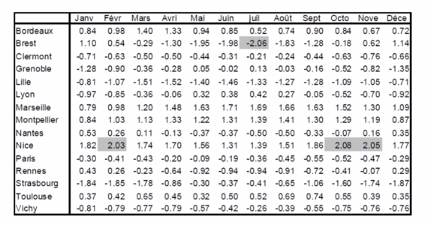 Janv Févr Mars Avri Mai Juin juil Août Sept Octo Nove Déce
Bordeaux 0.84 0.98 1.40 1.33 0.94 0.85 0.52 0.74 0.90 0.84 0.67 0.72
Brest 1.10 0.54 -0.29 -1.30 -1.95 -1.98 -2.06 -1.83 -1.28 -0.18 0.62 1.14
Clermont -0.71 -0.63 -0.50 -0.50 -0.44 -0.31 -0.21 -0.24 -0.44 -0.63 -0.76 -0.66
Grenoble -1.28 -0.90 -0.36 -0.28 0.05 -0.02 0.13 -0.03 -0.16 -0.52 -0.82 -1.35
Lille -0.81 -1.07 -1.51 -1.52 -1.40 -1.46 -1.33 -1.27 -1.28 -1.09 -1.05 -0.71
Lyon -0.97 -0.85 -0.36 -0.06 0.32 0.38 0.42 0.27 -0.05 -0.52 -0.70 -0.92
Marseille 0.79 0.98 1.20 1.48 1.63 1.71 1.69 1.66 1.63 1.52 1.30 1.09
Montpellier 0.84 1.03 1.13 1.33 1.22 1.31 1.39 1.41 1.30 1.29 1.19 0.87
Nantes 0.53 0.26 0.11 -0.13 -0.37 -0.37 -0.50 -0.50 -0.33 -0.07 0.16 0.35
Nice 1.82 2.03 1.74 1.70 1.56 1.31 1.39 1.51 1.86 2.08 2.05 1.77
Paris -0.30 -0.41 -0.43 -0.20 -0.09 -0.19 -0.36 -0.45 -0.55 -0.52 -0.47 -0.29
Rennes 0.43 0.26 -0.23 -0.64 -0.92 -0.94 -0.94 -0.91 -0.72 -0.41 -0.07 0.29
Strasbourg -1.84 -1.85 -1.78 -0.86 -0.30 -0.37 -0.41 -0.65 -1.06 -1.60 -1.74 -1.87
Toulouse 0.37 0.42 0.65 0.45 0.32 0.50 0.52 0.69 0.74 0.55 0.39 0.35
Vichy -0.81 -0.79 -0.77 -0.79 -0.57 -0.42 -0.26 -0.39 -0.55 -0.75 -0.76 -0.76